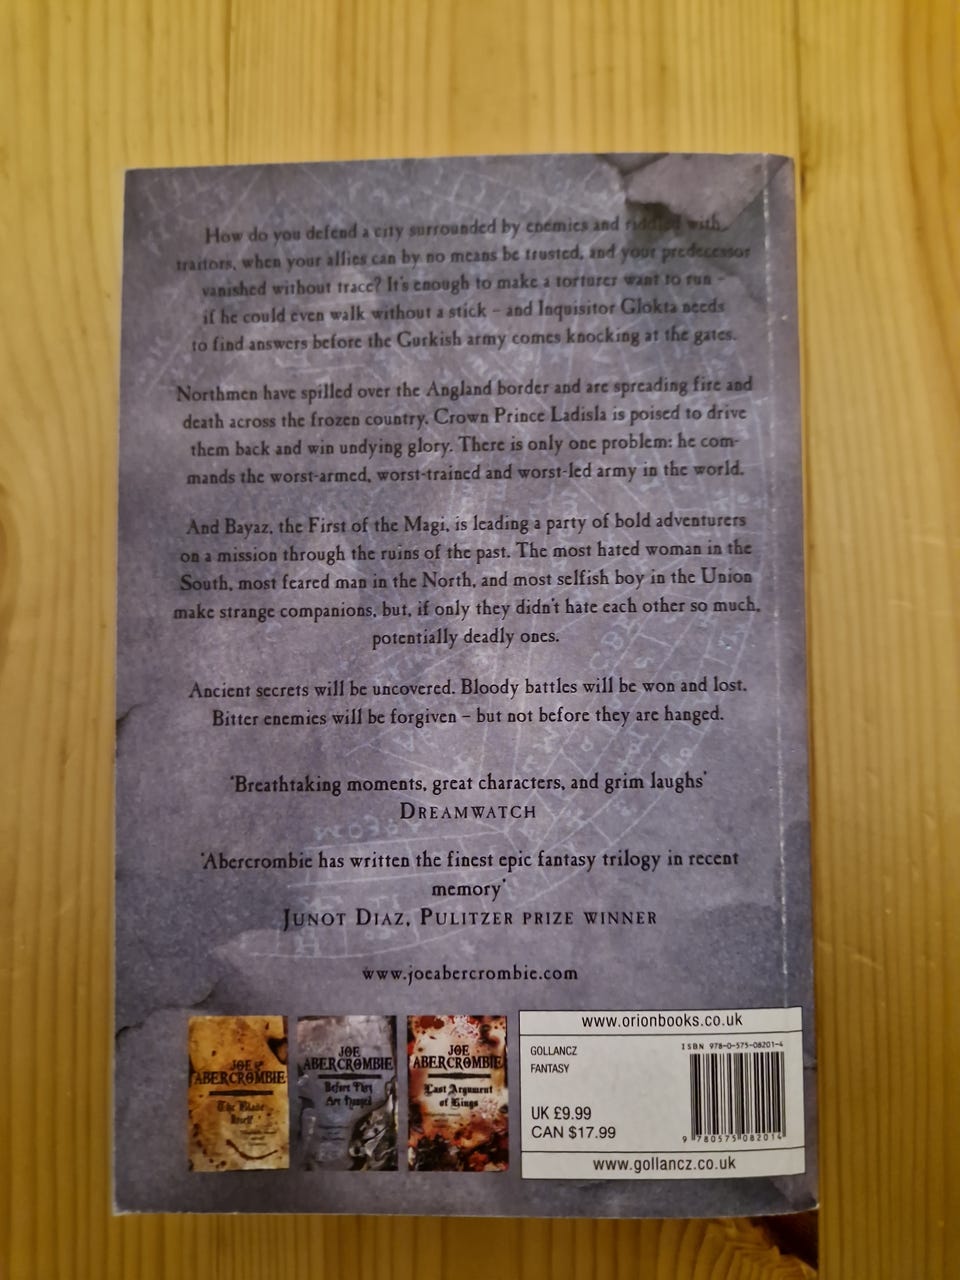 How do you defend a city surrounded by enemies and riddled with
traitors, when your allies can by no means be trusted, and your predecessor
vanished without trace? It's enough to make a torturer want to run -
if he could even walk without a stick – and Inquisitor Glokta needs
to find answers before the Gurkish army comes knocking at the gates.
Northmen have spilled over the Angland border and are spreading fire and
death across the frozen country. Crown Prince Ladisla is poised to drive
them back and win undying glory. There is only one problem: he com-
mands the worst-armed, worst-trained and worst-led army in the world.
And Bayaz, the First of the Magi, is leading a party of bold adventurers
on a mission through the ruins of the past. The most hated woman in the
South, most feared man in the North, and most selfish boy in the Union
make strange companions, but, if only they didn't hate each other so much,
potentially deadly ones.
Ancient secrets will be uncovered. Bloody battles will be won and lost.
Bitter enemies will be forgiven – but not before they are hanged.
'Breathtaking moments, great characters, and grim laughs'
DREAMWATCH
'Abercrombie has written the finest epic fantasy trilogy in recent
memory'
JUNOT DIAZ, PULITZER PRIZE WINNER
www.joeabercrombie.com
JOE
ABERCROMBIE
The Blade
Itself
JOE
ABERCROMBIE
Before They
Are Hanged
JOE
ABERCROMBIE
Last Argument
of Kings
www.orionbooks.co.uk
GOLLANCZ
FANTASY
UK £9.99
CAN $17.99
ISBN 978-0-575-08201-4
9 780575 082014
www.gollancz.co.uk